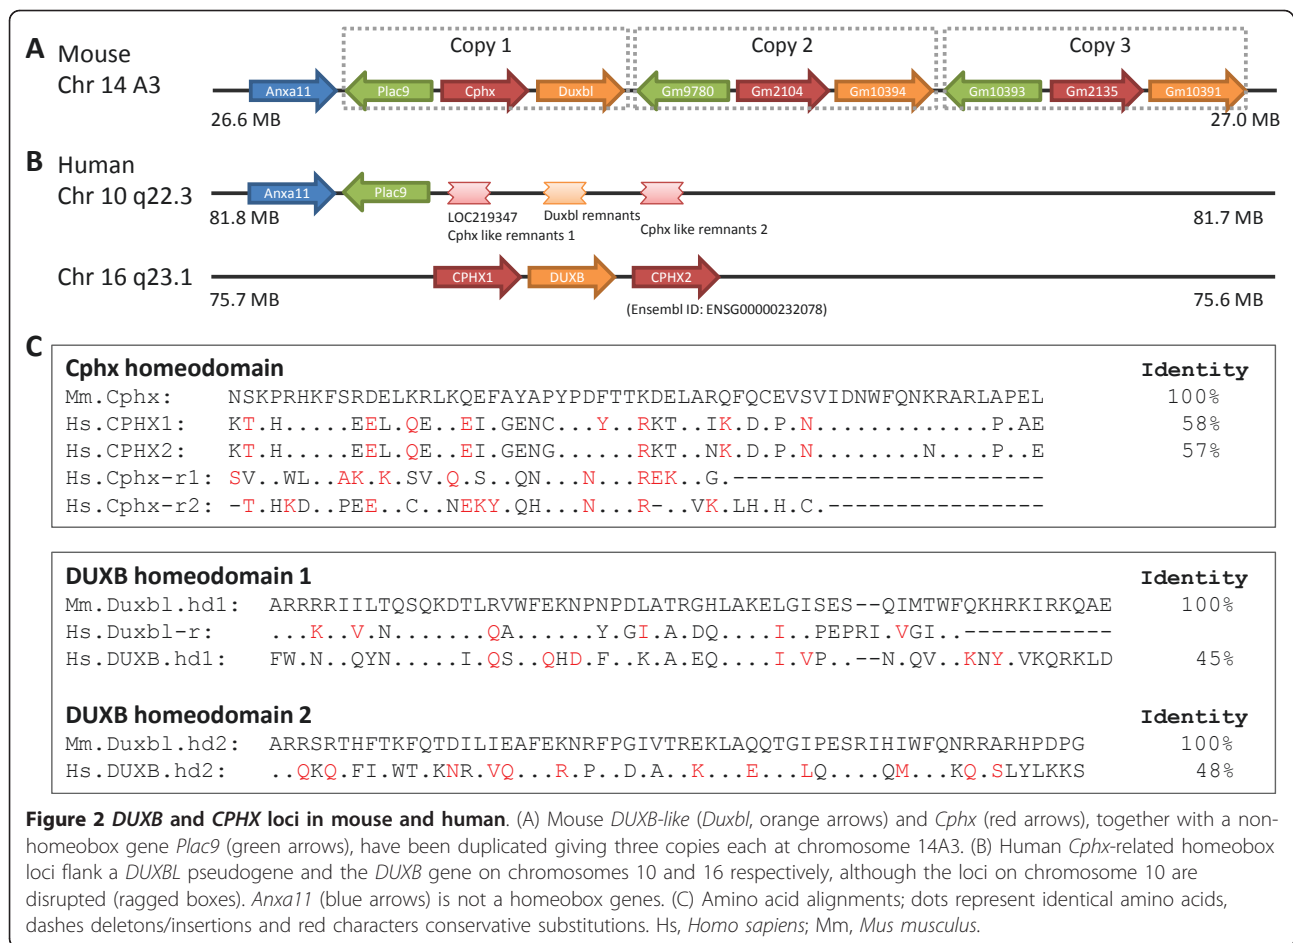 A Mouse
Chr 14 A3
Copy 1 Copy 2 Copy 3
Anxa11 Plac9 Cphx Duxbl Gm9780 Gm2104 Gm10394 Gm10393 Gm2135 Gm10391
26.6 MB 27.0 MB
B Human
Chr 10 q22.3
Anxa11 Plac9
81.8 MB LOC219347 Duxbl remnants Cphx like remnants 2 81.7 MB
Cphx like remnants 1
Chr 16 q23.1
CPHX1 DUXB CPHX2
75.7 MB (Ensembl ID: ENSG00000232078) 75.6 MB
C
Cphx homeodomain Identity
Mm.Cphx: NSKPRHKFSRDELKRLKQEFAYAPYPDFTTKDELARQFQCEVSVIDNWFQNKRARLAPEL 100%
Hs.CPHX1: KT.H.....EEL.QE..EI.GENC...Y..RKT..IK.D.P.N.............P.AE 58%
Hs.CPHX2: KT.H.....EEL.QE..EI.GENG......RKT..NK.D.P.N........N....P..E 57%
Hs.Cphx-r1: SV..WL..AK.K.SV.Q.S..QN...N...REK..G.-----------------------
Hs.Cphx-r2: -T.HKD..PEE..C..NEKY.QH...N...R-..VK.LH.H.C.----------------
DUXB homeodomain 1 Identity
Mm.Duxbl.hd1: ARRRRIILTQSQKDTLRVWFEKNPNPDLATRGHLAKELGISES--QIMTWFQKHRKIRKQAE 100%
Hs.Duxbl-r: ...K..V.N.......QA......Y.GI.A.DQ....I..PEPRI.VGI..-----------
Hs.DUXB.hd1: FW.N..QYN.....I.QS..QHD.F..K.A.EQ....I.VP..--N.QV..KNY.VKQRKLD 45%
DUXB homeodomain 2 Identity
Mm.Duxbl.hd2: ARRSRTHFTKFQTDILIEAFEKNRFPGIVTREKLAQQTGIPESRIHIWFQNRRARHPDPG 100%
Hs.DUXB.hd2: ..QKQ.FI.WT.KNR.VQ...R.P..D.A..K...E...LQ....QM...KQ.SLYLKKS 48%
Figure 2 DUXB and CPHX loci in mouse and human. (A) Mouse DUXB-like (Duxbl, orange arrows) and Cphx (red arrows), together with a non-
homeobox gene Plac9 (green arrows), have been duplicated giving three copies each at chromosome 14A3. (B) Human Cphx-related homeobox
loci flank a DUXBL pseudogene and the DUXB gene on chromosomes 10 and 16 respectively, although the loci on chromosome 10 are
disrupted (ragged boxes). Anxa11 (blue arrows) is not a homeobox genes. (C) Amino acid alignments; dots represent identical amino acids,
dashes deletons/insertions and red characters conservative substitutions. Hs, Homo sapiens; Mm, Mus musculus.